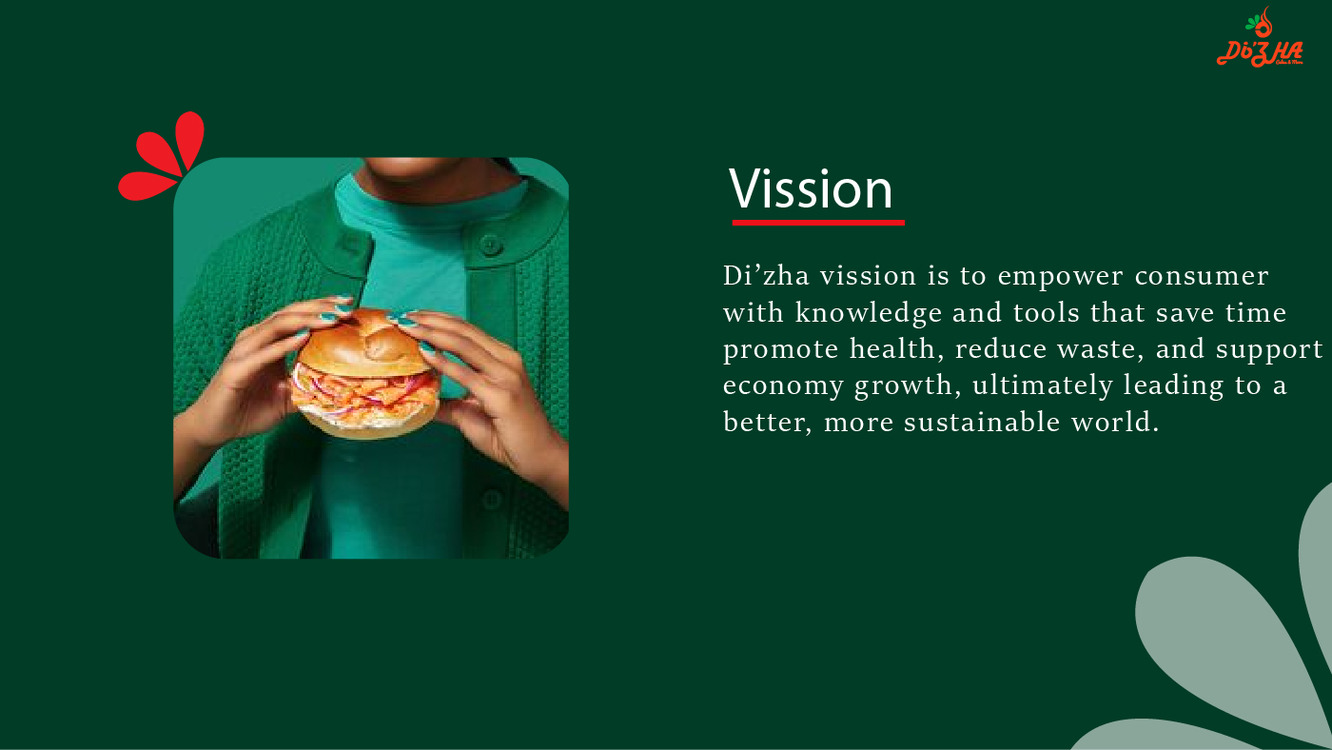 Di'ZHA
Vission
Di’zha vission is to empower consumer
with knowledge and tools that save time
promote health, reduce waste, and support
economy growth, ultimately leading to a
better, more sustainable world.